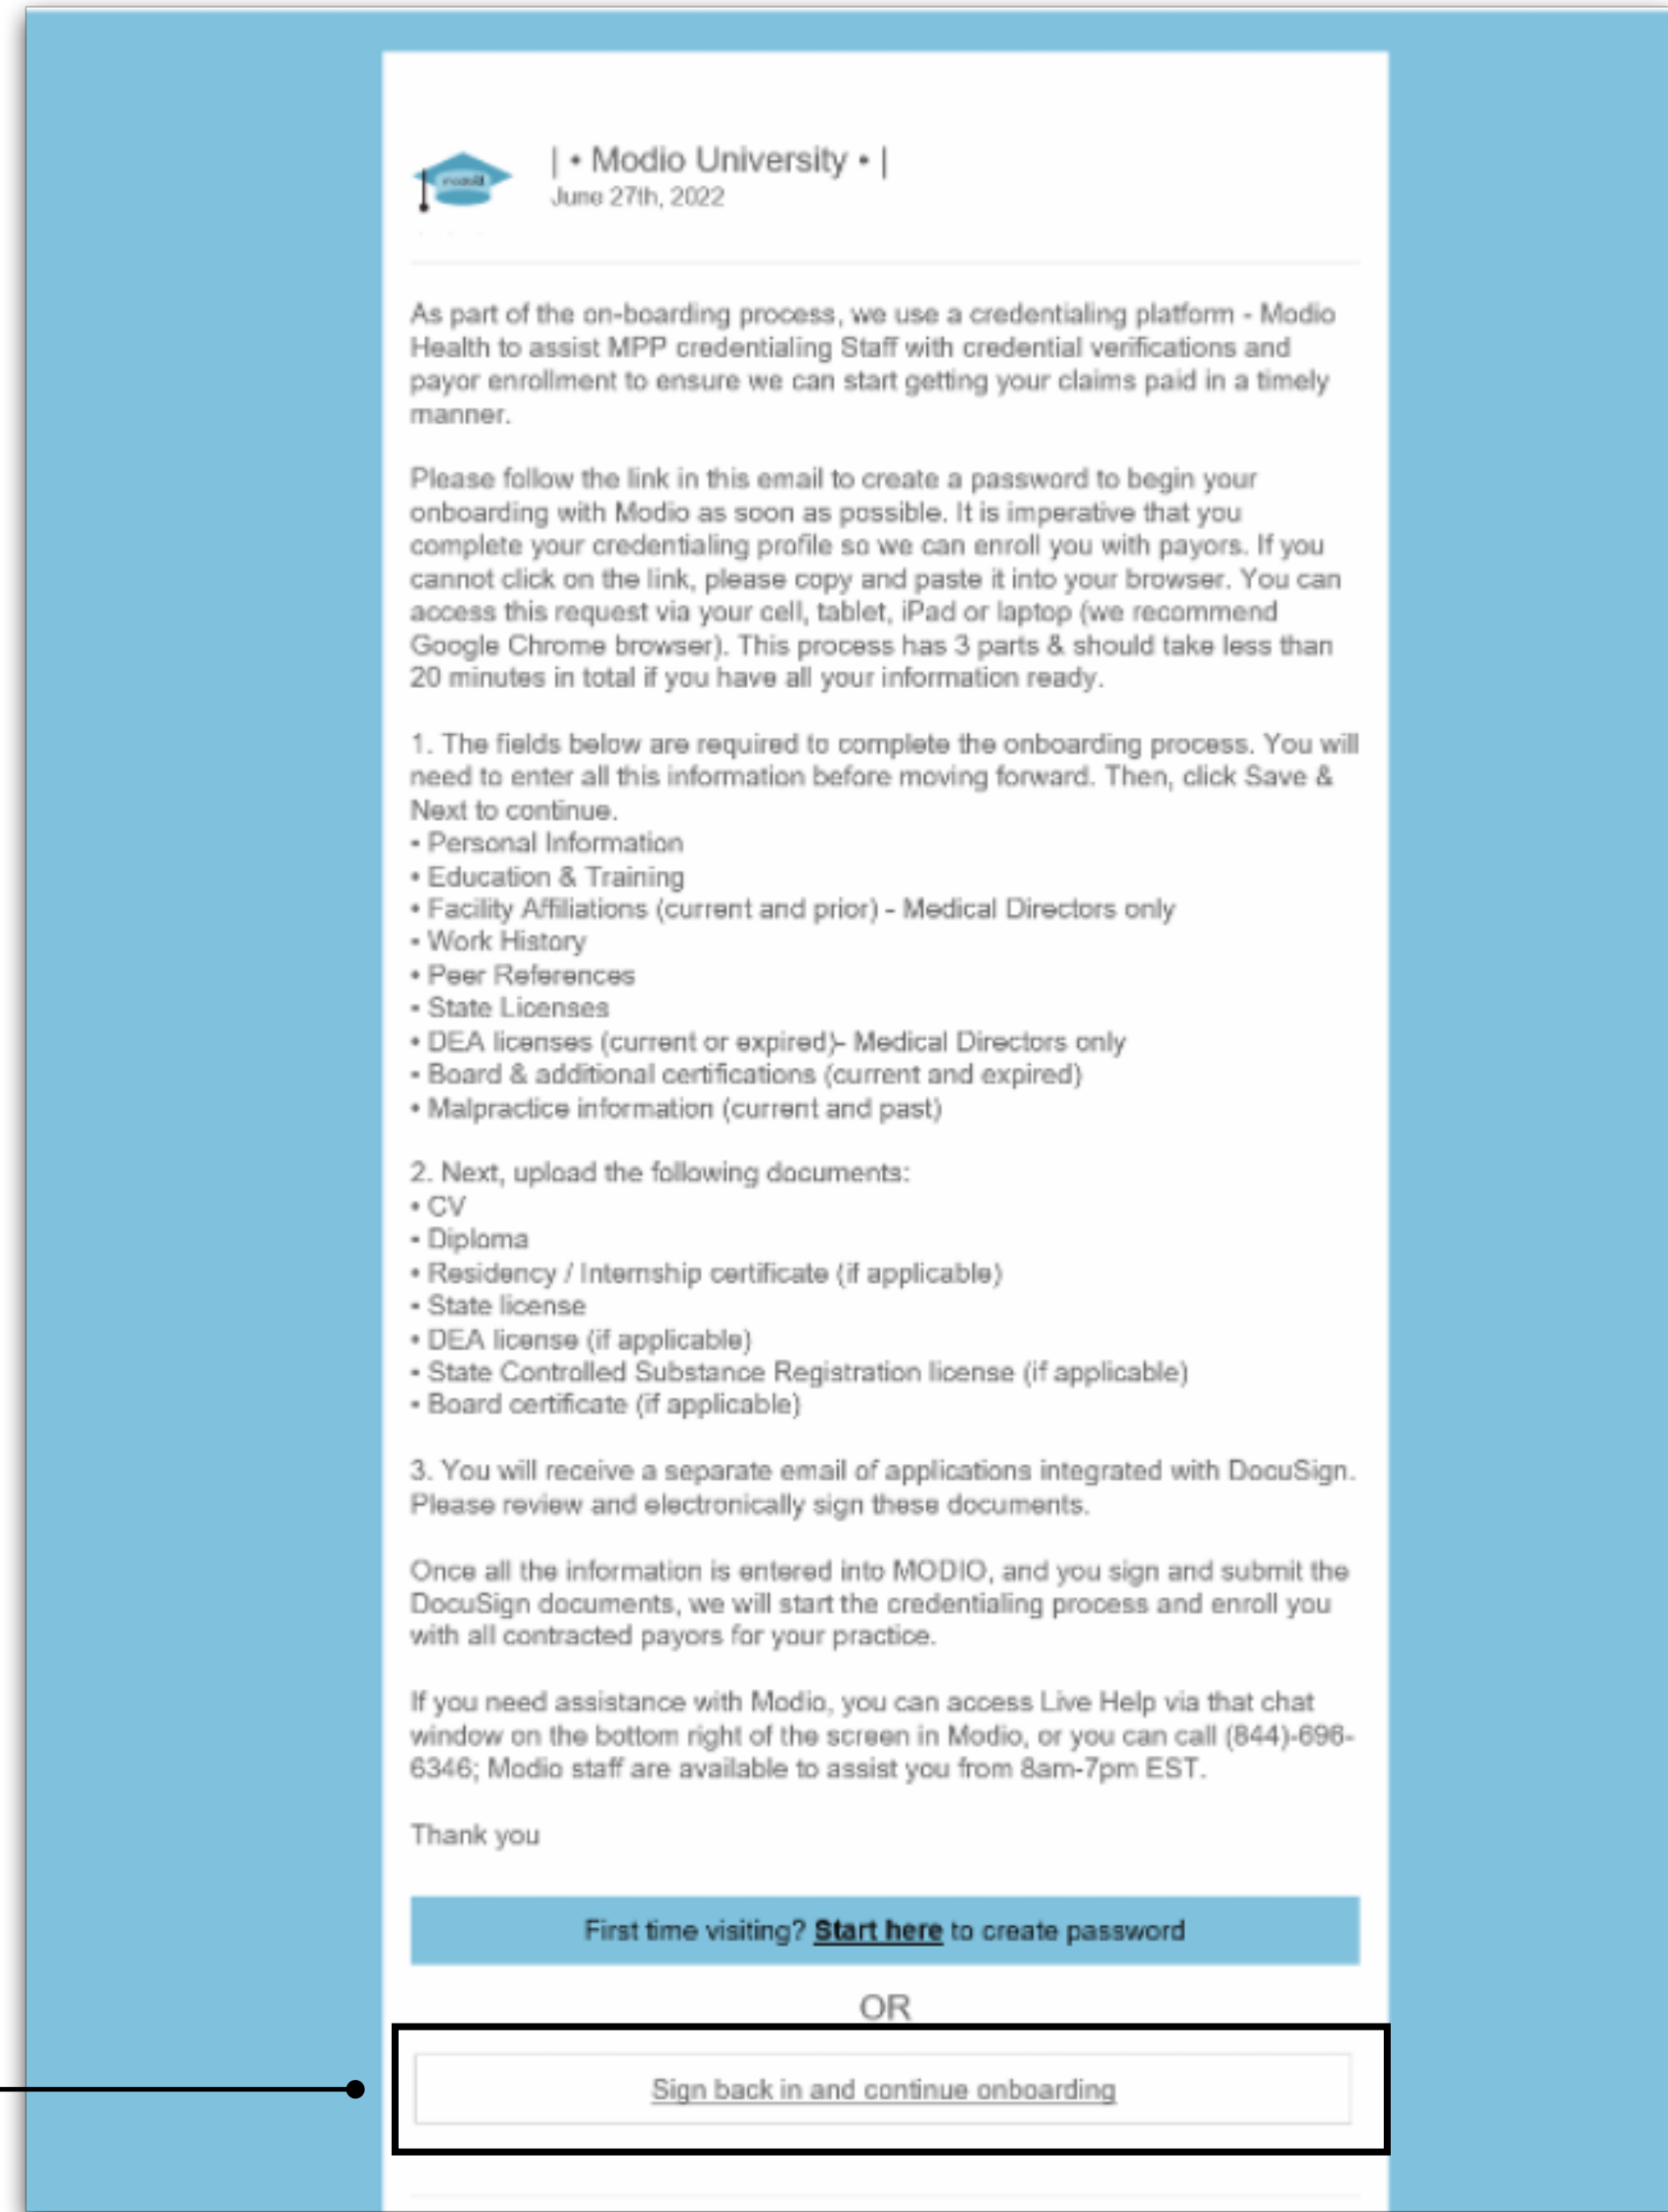 | • Modio University • |
June 27th, 2022
As part of the on-boarding process, we use a credentialing platform - Modio
Health to assist MPP credentialing Staff with credential verifications and
payor enrollment to ensure we can start getting your claims paid in a timely
manner.
Please follow the link in this email to create a password to begin your
onboarding with Modio as soon as possible. It is imperative that you
complete your credentialing profile so we can enroll you with payors. If you
cannot click on the link, please copy and paste it into your browser. You can
access this request via your cell, tablet, iPad or laptop (we recommend
Google Chrome browser). This process has 3 parts & should take less than
20 minutes in total if you have all your information ready.
1. The fields below are required to complete the onboarding process. You will
need to enter all this information before moving forward. Then, click Save &
Next to continue.
• Personal Information
• Education & Training
• Facility Affiliations (current and prior) - Medical Directors only
• Work History
• Peer References
• State Licenses
• DEA licenses (current or expired)- Medical Directors only
• Board & additional certifications (current and expired)
• Malpractice information (current and past)
2. Next, upload the following documents:
• CV
• Diploma
• Residency / Internship certificate (if applicable)
• State license
• DEA license (if applicable)
• State Controlled Substance Registration license (if applicable)
• Board certificate (if applicable)
3. You will receive a separate email of applications integrated with DocuSign.
Please review and electronically sign these documents.
Once all the information is entered into MODIO, and you sign and submit the
DocuSign documents, we will start the credentialing process and enroll you
with all contracted payors for your practice.
If you need assistance with Modio, you can access Live Help via that chat
window on the bottom right of the screen in Modio, or you can call (844)-696-
6346; Modio staff are available to assist you from 8am-7pm EST.
Thank you
First time visiting? Start here to create password
OR
Sign back in and continue onboarding